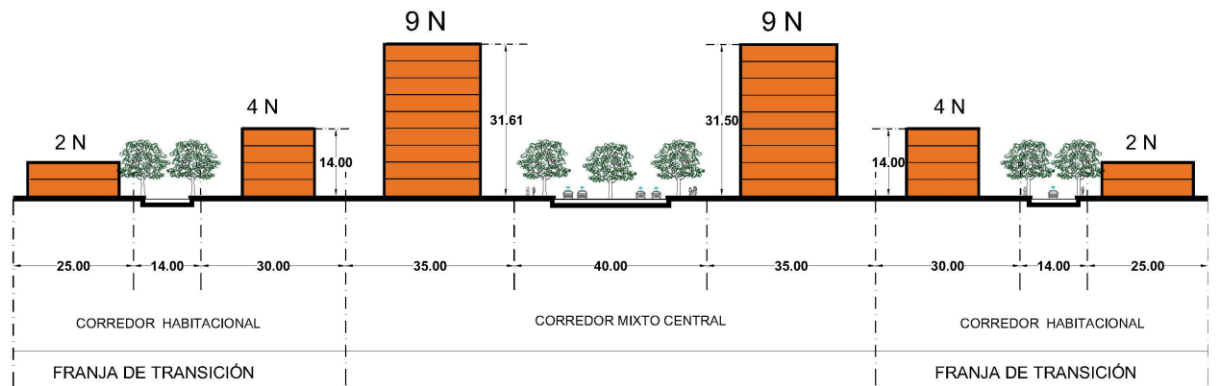 9 N 9 N
4 N 4 N
2 N 2 N
31.61 31.50
14.00 14.00
25.00 14.00 30.00 35.00 40.00 35.00 30.00 14.00 25.00
CORREDOR HABITACIONAL CORREDOR MIXTO CENTRAL CORREDOR HABITACIONAL
FRANJA DE TRANSICIÓN FRANJA DE TRANSICIÓN